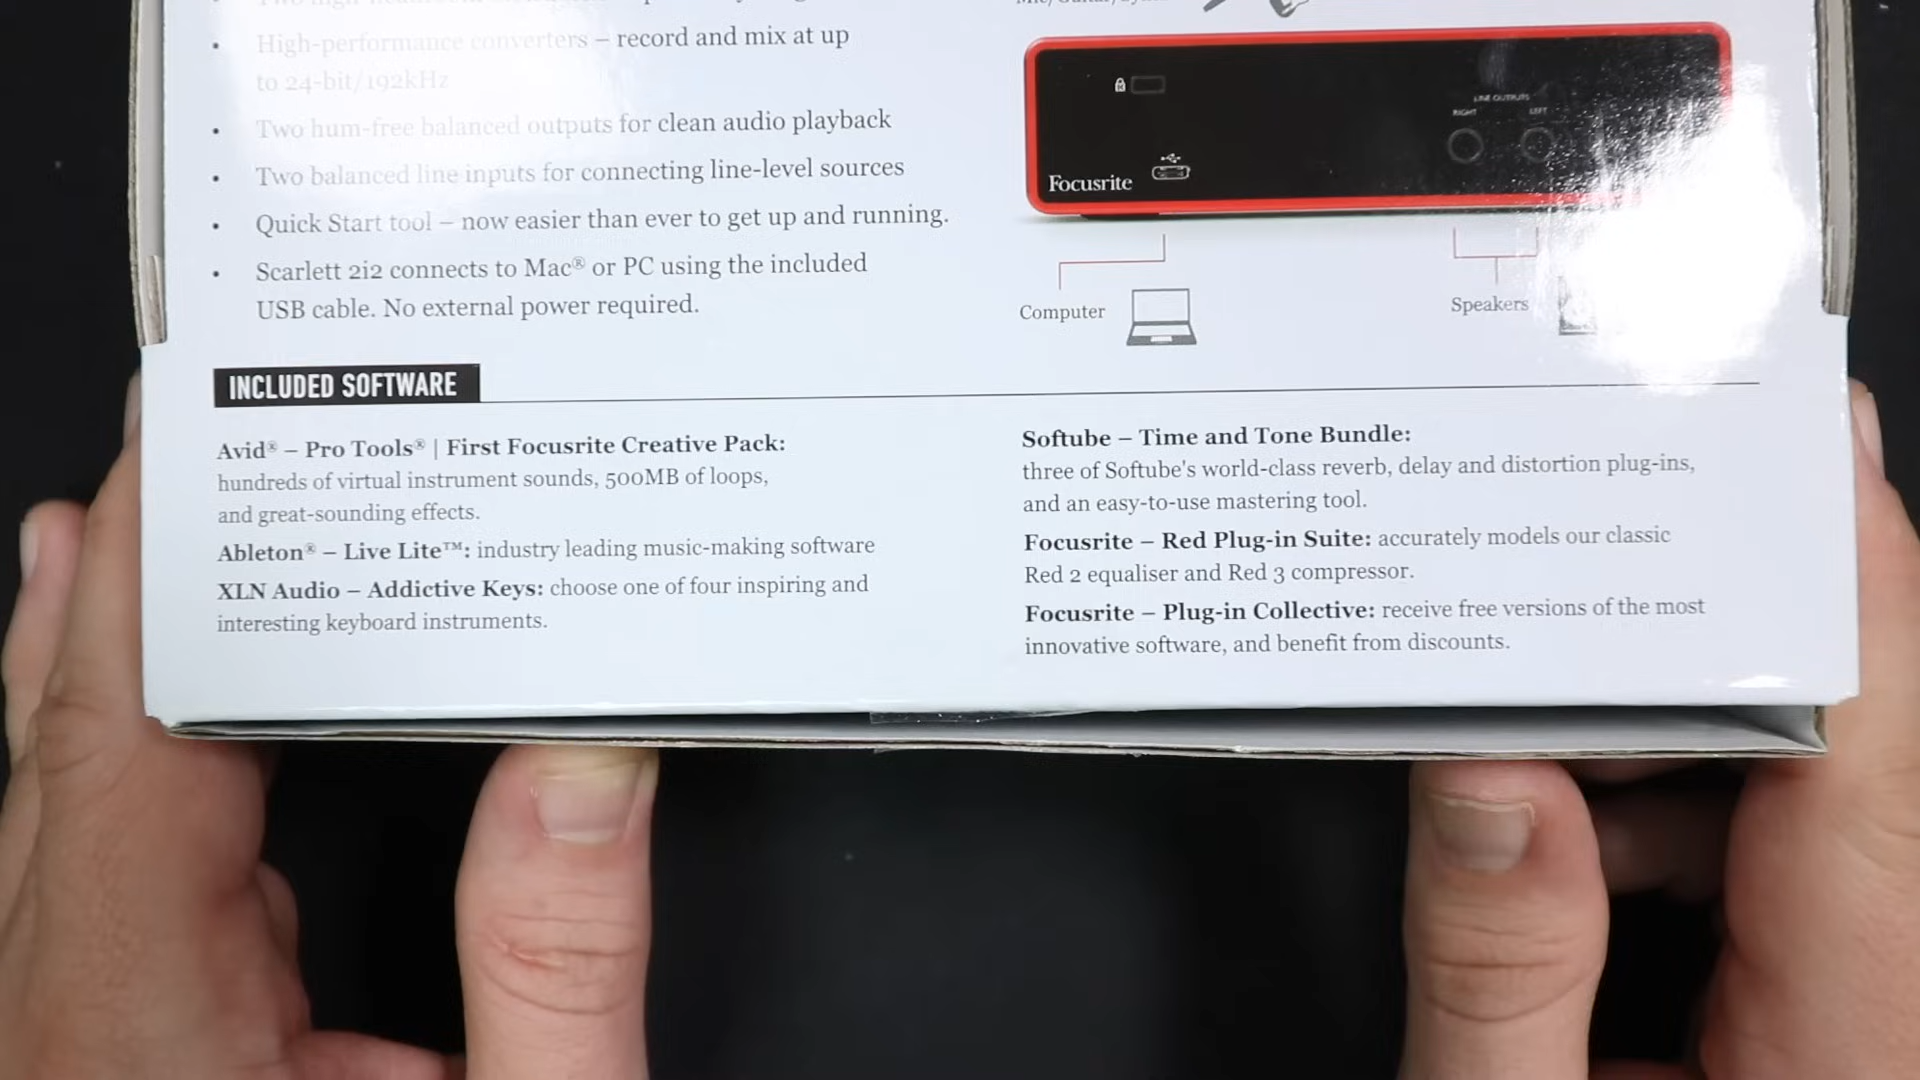 High-performance converters – record and mix at up
to 24-bit/192kHz
Two hum-free balanced outputs for clean audio playback
Two balanced line inputs for connecting line-level sources
Quick Start tool – now easier than ever to get up and running.
Scarlett 2i2 connects to Mac® or PC using the included
USB cable. No external power required.
LINE OUTPUTS
RIGHT
LEFT
Focusrite
Computer
Speakers
INCLUDED SOFTWARE
Avid® – Pro Tools® | First Focusrite Creative Pack:
hundreds of virtual instrument sounds, 500MB of loops,
and great-sounding effects.
Ableton® – Live Lite™: industry leading music-making software
XLN Audio – Addictive Keys: choose one of four inspiring and
interesting keyboard instruments.
Softube – Time and Tone Bundle:
three of Softube's world-class reverb, delay and distortion plug-ins,
and an easy-to-use mastering tool.
Focusrite – Red Plug-in Suite: accurately models our classic
Red 2 equaliser and Red 3 compressor.
Focusrite – Plug-in Collective: receive free versions of the most
innovative software, and benefit from discounts.